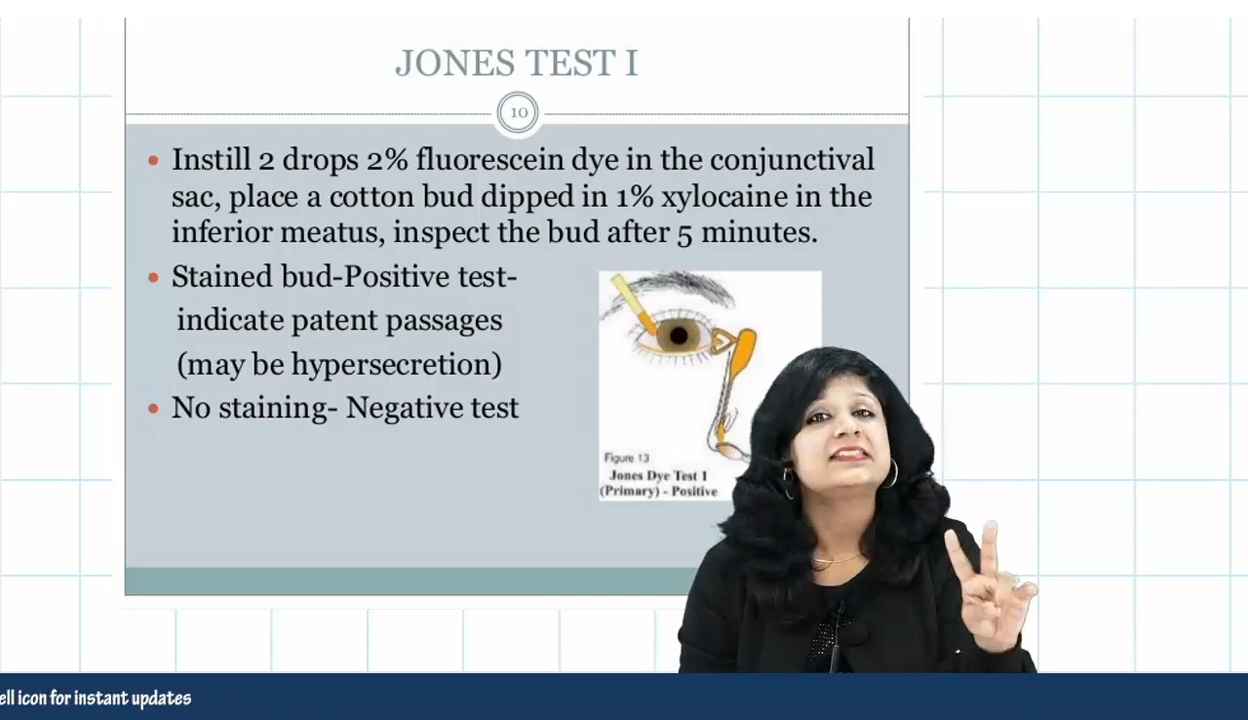 JONES TEST I
10
• Instill 2 drops 2% fluorescein dye in the conjunctival
sac, place a cotton bud dipped in 1% xylocaine in the
inferior meatus, inspect the bud after 5 minutes.
• Stained bud-Positive test-
indicate patent passages
(may be hypersecretion)
• No staining- Negative test
Figure 13
Jones Dye Test 1
(Primary) - Positive
ell icon for instant updates